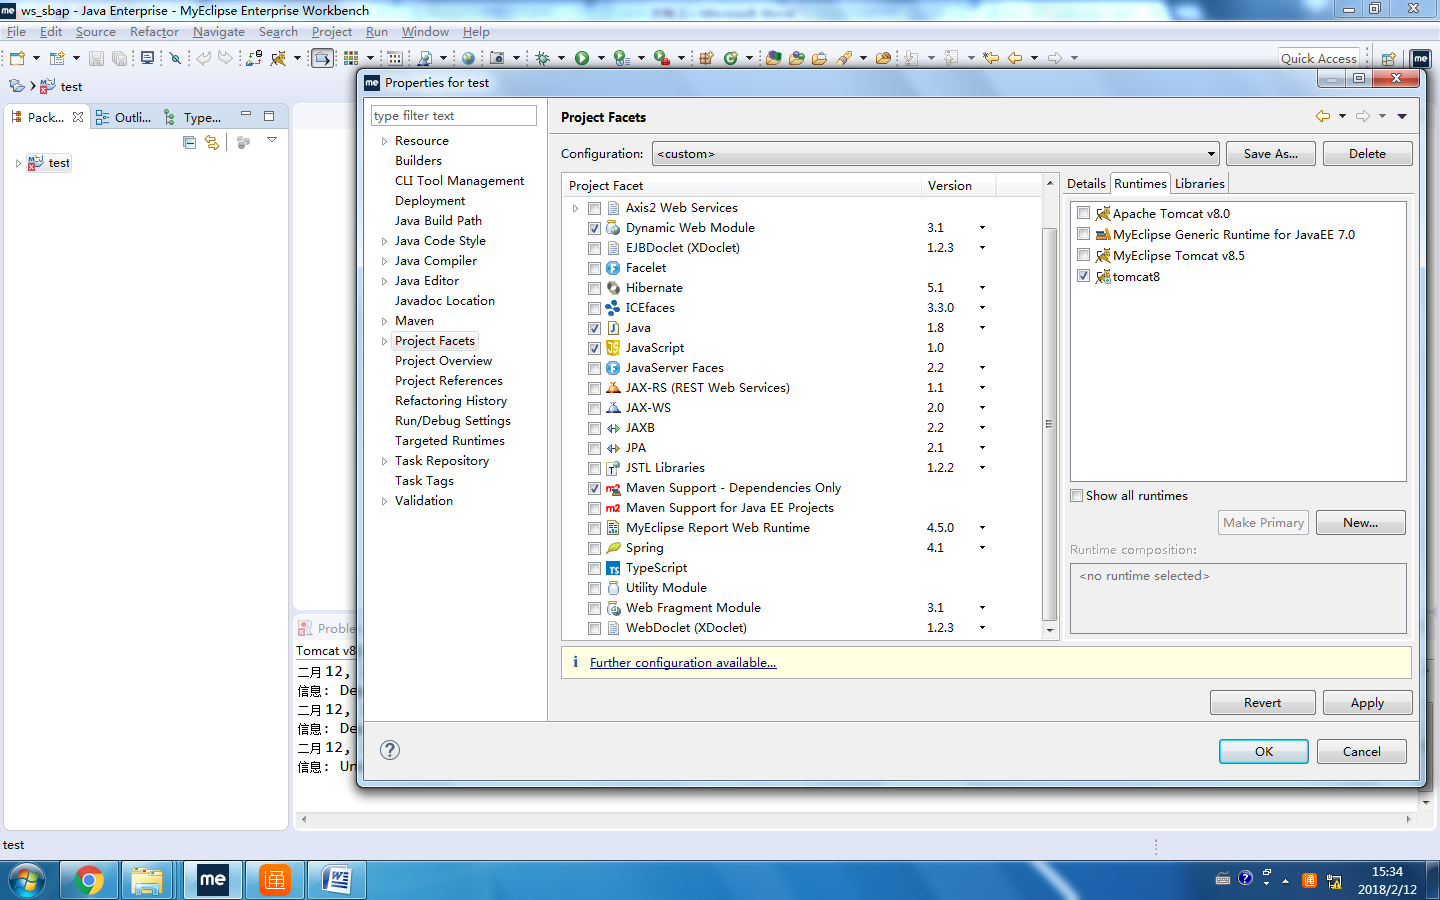 ws_sbap - Java Enterprise - MyEclipse Enterprise Workbench
File Edit Source Refactor Navigate Search Project Run Window Help
Quick Access
test
Pack... Outli... Type...
test
Proble
Tomcat v8
二月 12,
信息: De
二月 12,
信息: De
二月 12,
信息: Un
Properties for test
type filter text
Resource
Builders
CLI Tool Management
Deployment
Java Build Path
Java Code Style
Java Compiler
Java Editor
Javadoc Location
Maven
Project Facets
Project Overview
Project References
Refactoring History
Run/Debug Settings
Targeted Runtimes
Task Repository
Task Tags
Validation
Project Facets
Configuration: <custom> Save As... Delete
Project Facet Version
Axis2 Web Services
Dynamic Web Module 3.1
EJBDoclet (XDoclet) 1.2.3
Facelet
Hibernate 5.1
ICEfaces 3.3.0
Java 1.8
JavaScript 1.0
JavaServer Faces 2.2
JAX-RS (REST Web Services) 1.1
JAX-WS 2.0
JAXB 2.2
JPA 2.1
JSTL Libraries 1.2.2
Maven Support - Dependencies Only
Maven Support for Java EE Projects
MyEclipse Report Web Runtime 4.5.0
Spring 4.1
TypeScript
Utility Module
Web Fragment Module 3.1
WebDoclet (XDoclet) 1.2.3
Details Runtimes Libraries
Apache Tomcat v8.0
MyEclipse Generic Runtime for JavaEE 7.0
MyEclipse Tomcat v8.5
tomcat8
Show all runtimes
Make Primary New...
Runtime composition:
<no runtime selected>
Further configuration available...
Revert Apply
OK Cancel
test
15:34
2018/2/12